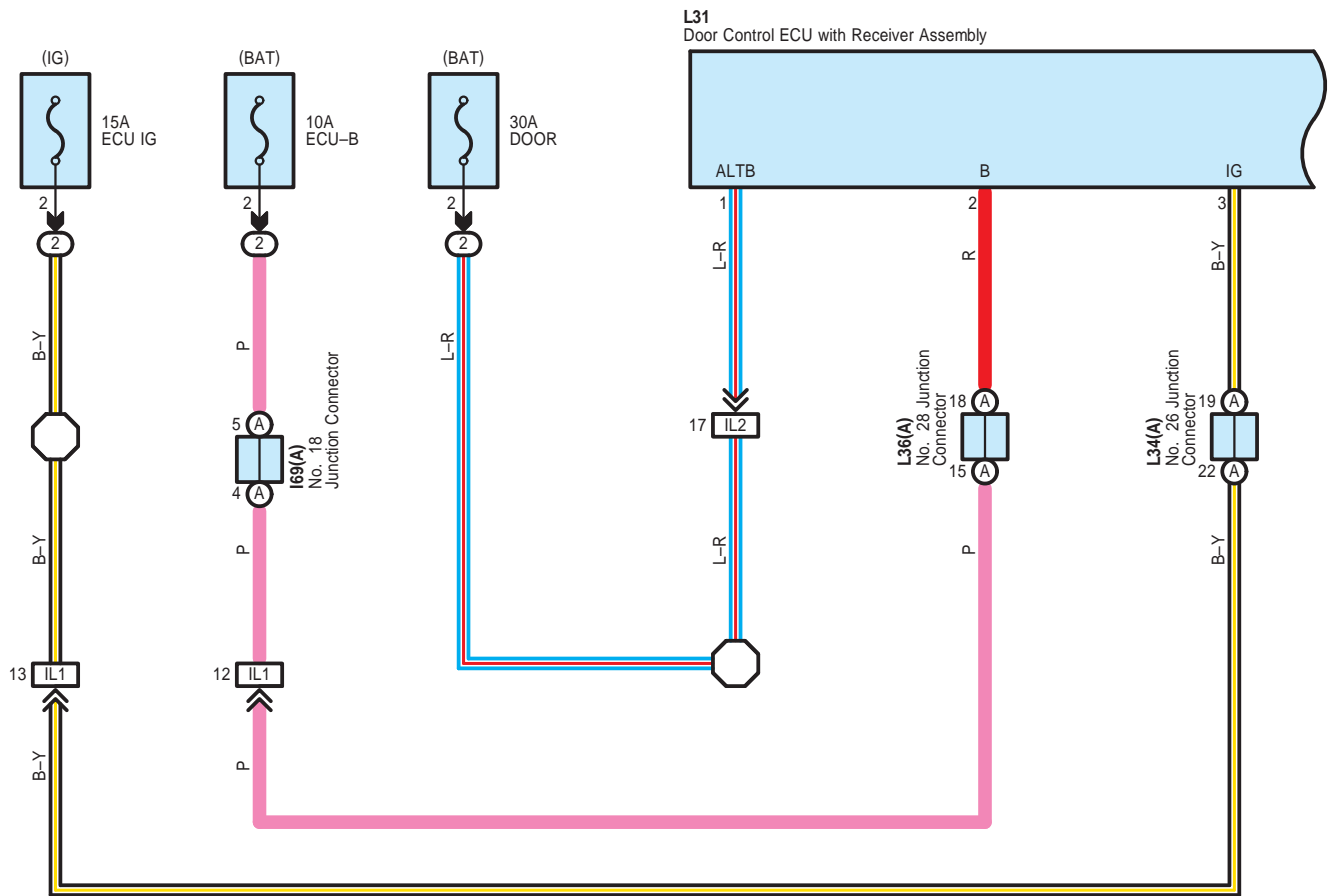 L31
Door Control ECU with Receiver Assembly
(IG)
(BAT)
(BAT)
15A
ECU IG
10A
ECU–B
30A
DOOR
ALTB
B
IG
2
2
2
1
2
3
2
2
2
L–R
R
B–Y
B–Y
P
L–R
5
A
I69(A)
No. 18
Junction Connector
4
A
17
IL2
18
A
L36(A)
No. 28 Junction
Connector
15
A
19
A
L34(A)
No. 26 Junction
Connector
22
A
B–Y
P
L–R
P
B–Y
13
IL1
12
IL1
B–Y
P